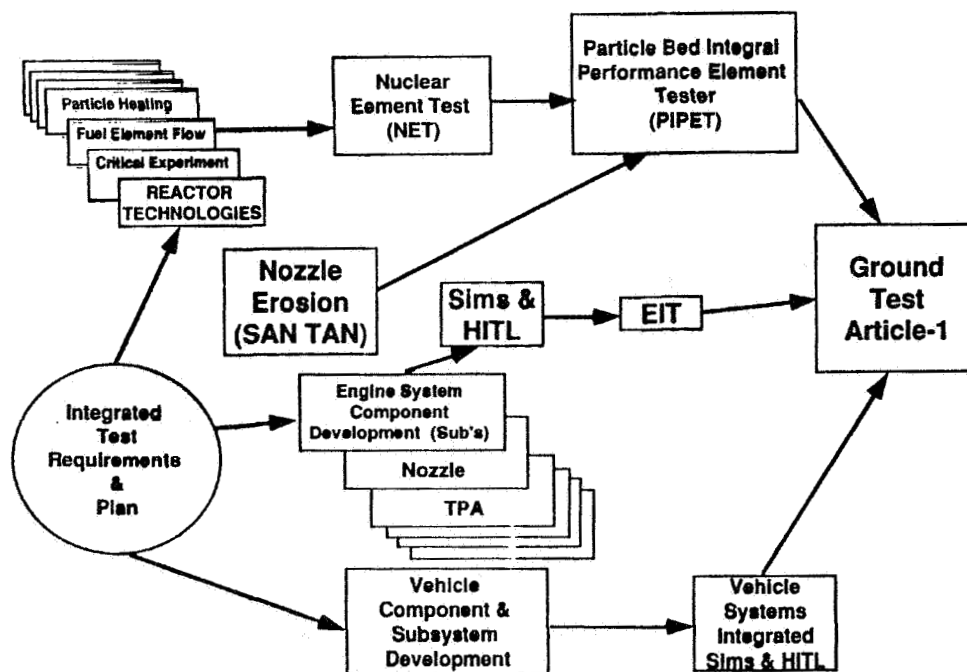 Particle Heating
Fuel Element Flow
Critical Experiment
REACTOR
TECHNOLOGIES
Nuclear
Eement Test
(NET)
Particle Bed Integral
Performance Element
Tester
(PIPET)
Nozzle
Erosion
(SAN TAN)
Sims &
HITL
EIT
Ground
Test
Article-1
Integrated
Test
Requirements
&
Plan
Engine System
Component
Development (Sub's)
Nozzle
TPA
Vehicle
Component &
Subsystem
Development
Vehicle
Systems
Integrated
Sims & HITL